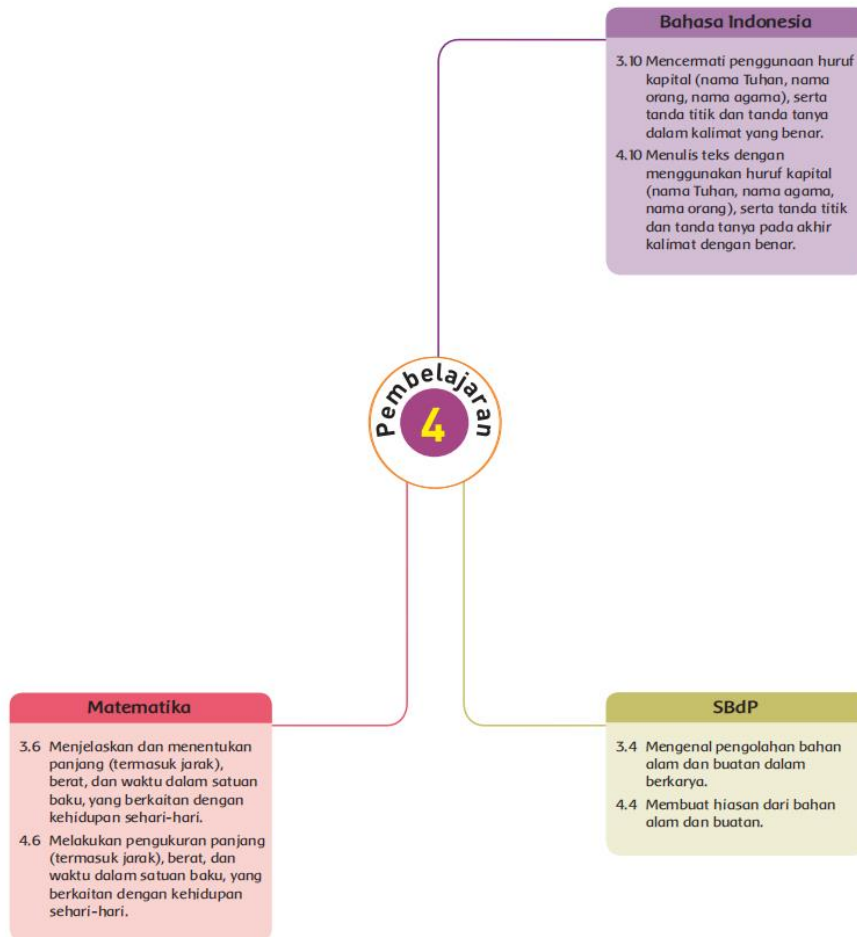 Bahasa Indonesia
3.10 Mencermati penggunaan huruf
kapital (nama Tuhan, nama
orang, nama agama), serta
tanda titik dan tanda tanya
dalam kalimat yang benar.
4.10 Menulis teks dengan
menggunakan huruf kapital
(nama Tuhan, nama agama,
nama orang), serta tanda titik
dan tanda tanya pada akhir
kalimat dengan benar.
Pembelajaran
4
Matematika
3.6 Menjelaskan dan menentukan
panjang (termasuk jarak),
berat, dan waktu dalam satuan
baku, yang berkaitan dengan
kehidupan sehari-hari.
4.6 Melakukan pengukuran panjang
(termasuk jarak), berat, dan
waktu dalam satuan baku, yang
berkaitan dengan kehidupan
sehari-hari.
SBdP
3.4 Mengenal pengolahan bahan
alam dan buatan dalam
berkarya.
4.4 Membuat hiasan dari bahan
alam dan buatan.